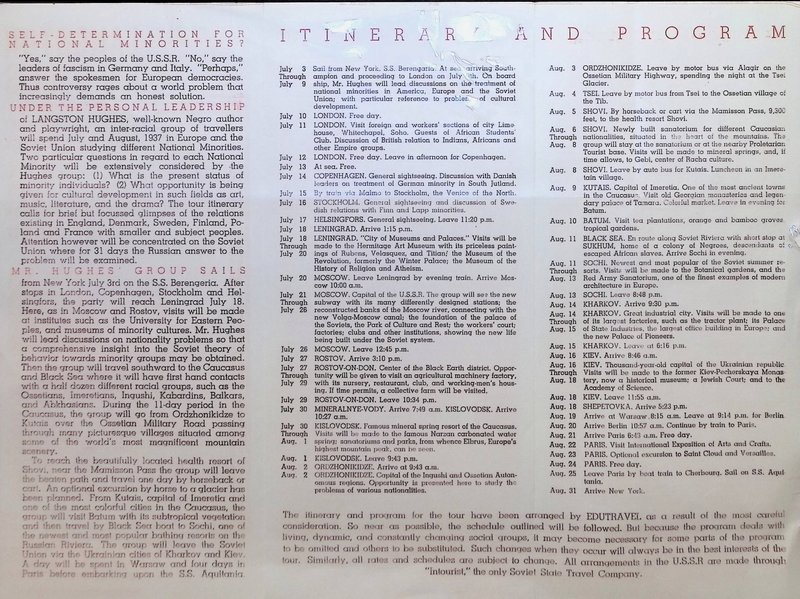 SELF-DETERMINATION FOR
NATIONAL MINORITIES?
"Yes," say the peoples of the U.S.S.R. "No," say the
leaders of fascism in Germany and Italy. "Perhaps,"
answer the spokesmen for European democracies.
Thus controversy rages about a world problem that
increasingly demands an honest solution.
UNDER THE PERSONAL LEADERSHIP
of LANGSTON HUGHES, well-known Negro author
and playwright, an inter-racial group of travellers
will spend July and August, 1937 in Europe and the
Soviet Union studying different National Minorities.
Two particular questions in regard to each National
Minority will be extensively considered by the
Hughes group: (1) What is the present status of
minority individuals? (2) What opportunity is being
given for cultural development in such fields as art,
music, literature, and the drama? The tour itinerary
calls for brief but focussed glimpses of the relations
existing in England, Denmark, Sweden, Finland, Po-
land and France with smaller and subject peoples.
Attention however will be concentrated on the Soviet
Union where for 31 days the Russian answer to the
problem will be examined.
MR. HUGHES' GROUP SAILS
from New York July 3rd on the S.S. Berengaria. After
stops in London, Copenhagen, Stockholm and Hel-
singfors, the party will reach Leningrad July 18.
Here, as in Moscow and Rostov, visits will be made
at institutes such as the University for Eastern Peo-
ples, and museums of minority cultures. Mr. Hughes
will lead discussions on nationality problems so that
a comprehensive insight into the Soviet theory of
behavior towards minority groups may be obtained.
Then the group will travel southward to the Caucasus
and Black Sea where it will have first hand contacts
with a half dozen different racial groups, such as the
Ossetians, Imeretians, Ingushi, Kabardins, Balkars,
and Abkhasians. During the 11-day period in the
Caucasus, the group will go from Ordzhonikidze to
Kutais over the Ossetian Military Road passing
through many picturesque villages situated among
some of the world's most magnificent mountain
scenery.
To reach the beautifully located health resort of
Shovi, near the Mamisson Pass the group will leave
the beaten path and travel one day by horseback or
cart. An optional excursion by horse to a glacier has
been planned. From Kutais, capital of Imeretia and
one of the most colorful cities in the Caucasus, the
group will visit Batum with its subtropical vegetation
and then travel by Black Sea boat to Sochi, one of
the newest and most popular bathing resorts on the
Russian Riviera. The group will leave the Soviet
Union via the Ukrainian cities of Kharkov and Kiev.
A day will be spent in Warsaw and four days in
Paris before embarking upon the S.S. Aquitania.
ITINERARY AND PROGRAM
July 3 Sail from New York. S.S. Berengaria. At sea arriving South-
Through ampton and proceeding to London on July 9th. On board
July 9 ship, Mr. Hughes will lead discussions on the treatment of
national minorities in America, Europe and the Soviet
Union; with particular reference to problems of cultural
development.
July 10 LONDON. Free day.
July 11 LONDON. Visit foreign and workers' sections of city Lime-
house, Whitechapel, Soho. Guests of African Students'
Club. Discussion of British relation to Indians, Africans and
other Empire groups.
July 12 LONDON. Free day. Leave in afternoon for Copenhagen.
July 13 At sea. Free.
July 14 COPENHAGEN. General sightseeing. Discussion with Danish
leaders on treatment of German minority in South Jutland.
July 15 By train via Malmo to Stockholm, the Venice of the North.
July 16 STOCKHOLM. General sightseeing and discussion of Swe-
dish relations with Finn and Lapp minorities.
July 17 HELSINGFORS. General sightseeing. Leave 11:20 p.m.
July 18 LENINGRAD. Arrive 1:15 p.m.
July 18 LENINGRAD. "City of Museums and Palaces." Visits will be
Through made to the Hermitage Art Museum with its priceless paint-
July 20 ings of Rubens, Velasquez, and Titian; the Museum of the
Revolution, formerly the Winter Palace; the Museum of the
History of Religion and Atheism.
July 20 MOSCOW. Leave Leningrad by evening train. Arrive Mos-
cow 10:00 a.m.
July 21 MOSCOW. Capital of the U.S.S.R. The group will see the new
Through subway with its many differently designed stations; the
July 26 reconstructed banks of the Moscow river, connecting with the
new Volga-Moscow canal; the foundation of the palace of
the Soviets, the Park of Culture and Rest; the workers' court;
factories; clubs and other institutions, showing the new life
being built under the Soviet system.
July 26 MOSCOW. Leave 12:45 p.m.
July 27 ROSTOV. Arrive 3:10 p.m.
July 27 ROSTOV-ON-DON. Center of the Black Earth district. Oppor-
Through tunity will be given to visit an agricultural machinery factory,
July 29 with its nursery, restaurant, club, and working-men's hous-
ing. If time permits, a collective farm will be visited.
July 29 ROSTOV-ON-DON. Leave 10:34 p.m.
July 30 MINERALNYE-VODY. Arrive 7:49 a.m. KISLOVODSK. Arrive
10:27 a.m.
July 30 KISLOVODSK. Famous mineral spring resort of the Caucasus.
Through Visits will be made to the famous Narzan carbonated water
Aug. 1 spring; sanatoriums and parks, from whence Elbrus, Europe's
highest mountain peak, can be seen.
Aug. 1 KISLOVODSK. Leave 9:43 p.m.
Aug. 2 ORDZHONIKIDZE. Arrive at 9:43 a.m.
Aug. 2 ORDZHONIKIDZE. Capital of the Ingushi and Ossetian Auton-
omous regions. Opportunity is presented here to study the
problems of various nationalities.
Aug. 3 ORDZHONIKIDZE. Leave by motor bus via Alagir on the
Ossetian Military Highway, spending the night at the Tsei
Glacier.
Aug. 4 TSEI. Leave by motor bus from Tsei to the Ossetian village of
the Tib.
Aug. 5 SHOVI. By horseback or cart via the Mamisson Pass, 9,300
feet, to the health resort Shovi.
Aug. 6 SHOVI. Newly built sanatorium for different Caucasian
Through nationalities, situated in the heart of the mountains. The
Aug. 8 group will stay at the sanatorium or at the nearby Proletarian
Tourist base. Visits will be made to mineral springs, and, if
time allows, to Gebi, center of Racha culture.
Aug. 8 SHOVI. Leave by auto bus for Kutais. Luncheon in an Imere-
tain village.
Aug. 9 KUTAIS. Capital of Imeretia. One of the most ancient towns
in the Caucasus. Visit old Georgian monasteries and legen-
dary palace of Tamara. Colorful market. Leave in evening for
Batum.
Aug. 10 BATUM. Visit tea plantations, orange and bamboo groves,
tropical gardens.
Aug. 11 BLACK SEA. En route along Soviet Riviera with short stop at
SUKHUM, home of a colony of Negroes, descendants of
escaped African slaves. Arrive Sochi in evening.
Aug. 11 SOCHI. Newest and most popular of the Soviet summer re-
Through sorts. Visits will be made to the Botanical gardens, and the
Aug. 13 Red Army Sanatorium, one of the finest examples of modern
architecture in Europe.
Aug. 13 SOCHI. Leave 8:48 p.m.
Aug. 14 KHARKOV. Arrive 9:30 p.m.
Aug. 14 KHARKOV. Great industrial city. Visits will be made to one
Through of its largest factories, such as the tractor plant; its Palace
Aug. 15 of State Industries, the largest office building in Europe; and
the new Palace of Pioneers.
Aug. 15 KHARKOV. Leave at 6:16 p.m.
Aug. 16 KIEV. Arrive 8:46 a.m.
Aug. 16 KIEV. Thousand-year-old capital of the Ukrainian republic.
Through Visits will be made to the former Kiev-Pecherskaya Monas-
Aug. 18 tery, now a historical museum; a Jewish Court; and to the
Academy of Science.
Aug. 18 KIEV. Leave 11:55 a.m.
Aug. 18 SHEPETOVKA. Arrive 5:23 p.m.
Aug. 19 Arrive at Warsaw 8:15 a.m. Leave at 9:14 p.m. for Berlin.
Aug. 20 Arrive Berlin 10:57 a.m. Continue by train to Paris.
Aug. 21 Arrive Paris 6:43 a.m. Free day.
Aug. 22 PARIS. Visit International Exposition of Arts and Crafts.
Aug. 23 PARIS. Optional excursion to Saint Cloud and Versailles.
Aug. 24 PARIS. Free day.
Aug. 25 Leave Paris by boat train to Cherbourg. Sail on S.S. Aqui-
tania.
Aug. 31 Arrive New York.
The itinerary and program for the tour have been arranged by EDUTRAVEL as a result of the most careful
consideration. So near as possible, the schedule outlined will be followed. But because the program deals with
living, dynamic, and constantly changing social groups, it may become necessary for some parts of the program
to be omitted and others to be substituted. Such changes when they occur will always be in the best interests of the
tour. Similarly, all rates and schedules are subject to change. All arrangements in the U.S.S.R are made through
"Intourist," the only Soviet State Travel Company.